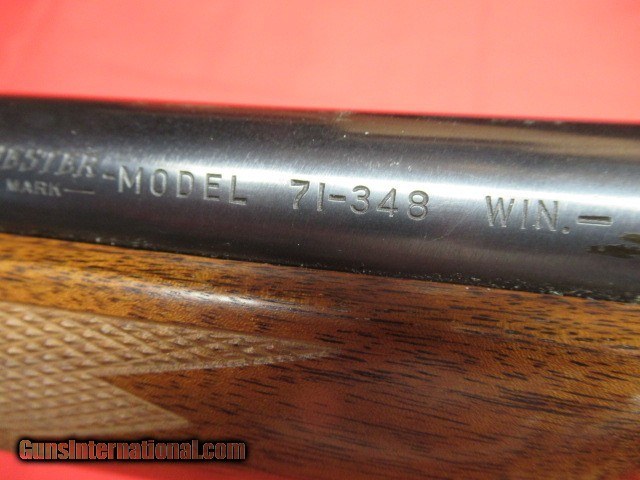 MARK— -MODEL 71-348 WIN.—
GunsInternational.com